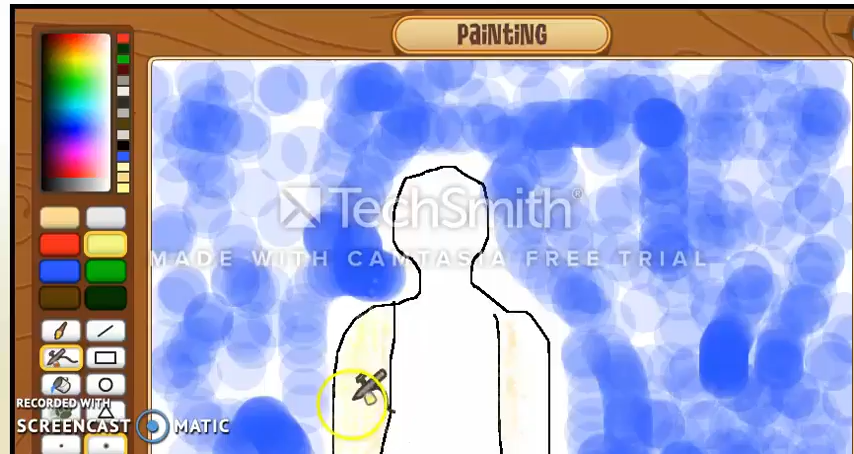 PAINTING
TechSmith®
MADE WITH CAMTASIA FREE TRIAL
RECORDED WITH
SCREENCAST MATIC